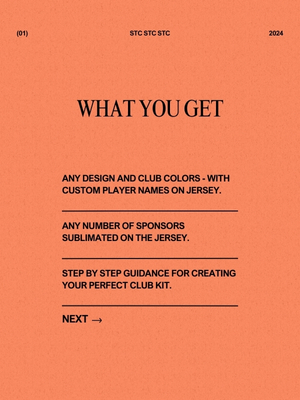 (01) STC STC STC 2024
WHAT YOU GET
ANY DESIGN AND CLUB COLORS - WITH
CUSTOM PLAYER NAMES ON JERSEY.
ANY NUMBER OF SPONSORS
SUBLIMATED ON THE JERSEY.
STEP BY STEP GUIDANCE FOR CREATING
YOUR PERFECT CLUB KIT.
NEXT →